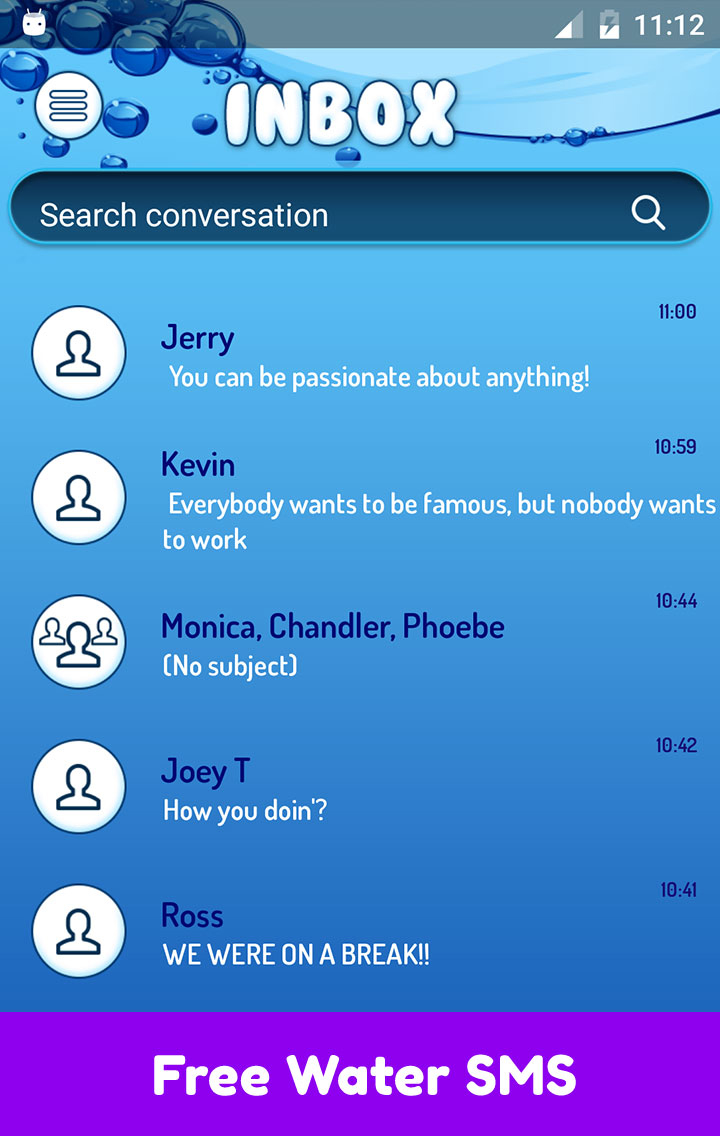 11:12
INBOX
Search conversation
11:00
Jerry
You can be passionate about anything!
10:59
Kevin
Everybody wants to be famous, but nobody wants
to work
10:44
Monica, Chandler, Phoebe
(No subject)
10:42
Joey T
How you doin'?
10:41
Ross
WE WERE ON A BREAK!!
Free Water SMS